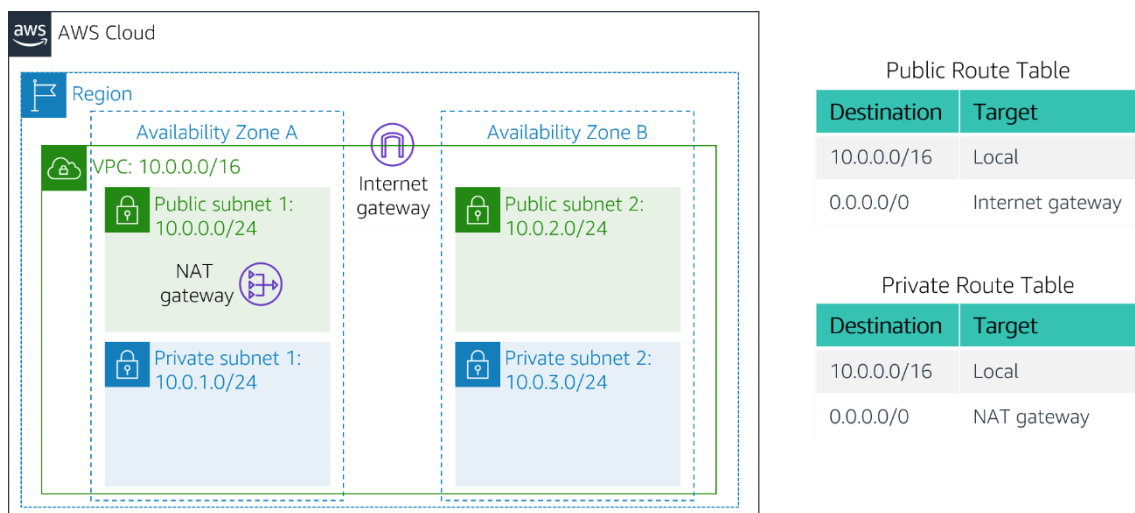 aws
AWS Cloud
Region
Availability Zone A
Availability Zone B
VPC: 10.0.0.0/16
Internet
gateway
Public subnet 1:
10.0.0.0/24
Public subnet 2:
10.0.2.0/24
NAT
gateway
Private subnet 1:
10.0.1.0/24
Private subnet 2:
10.0.3.0/24
Public Route Table
Destination Target
10.0.0.0/16 Local
0.0.0.0/0 Internet gateway
Private Route Table
Destination Target
10.0.0.0/16 Local
0.0.0.0/0 NAT gateway